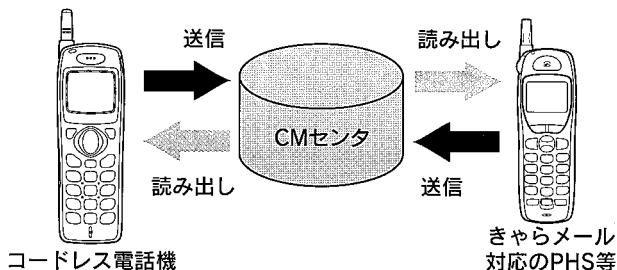 送信
読み出し
CMセンタ
読み出し
送信
コードレス電話機
きゃらメール
対応のPHS等